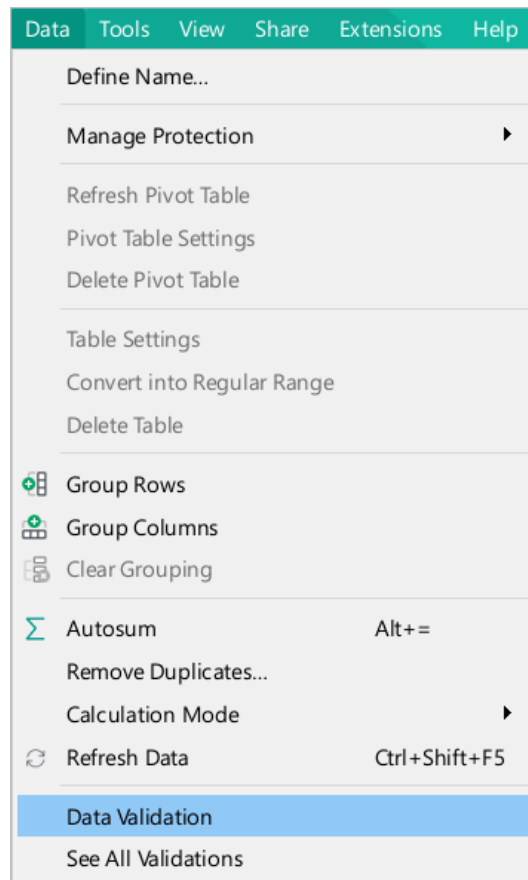 Data Tools View Share Extensions Help
Define Name...
Manage Protection
Refresh Pivot Table
Pivot Table Settings
Delete Pivot Table
Table Settings
Convert into Regular Range
Delete Table
Group Rows
Group Columns
Clear Grouping
Autosum Alt+=
Remove Duplicates...
Calculation Mode
Refresh Data Ctrl+Shift+F5
Data Validation
See All Validations